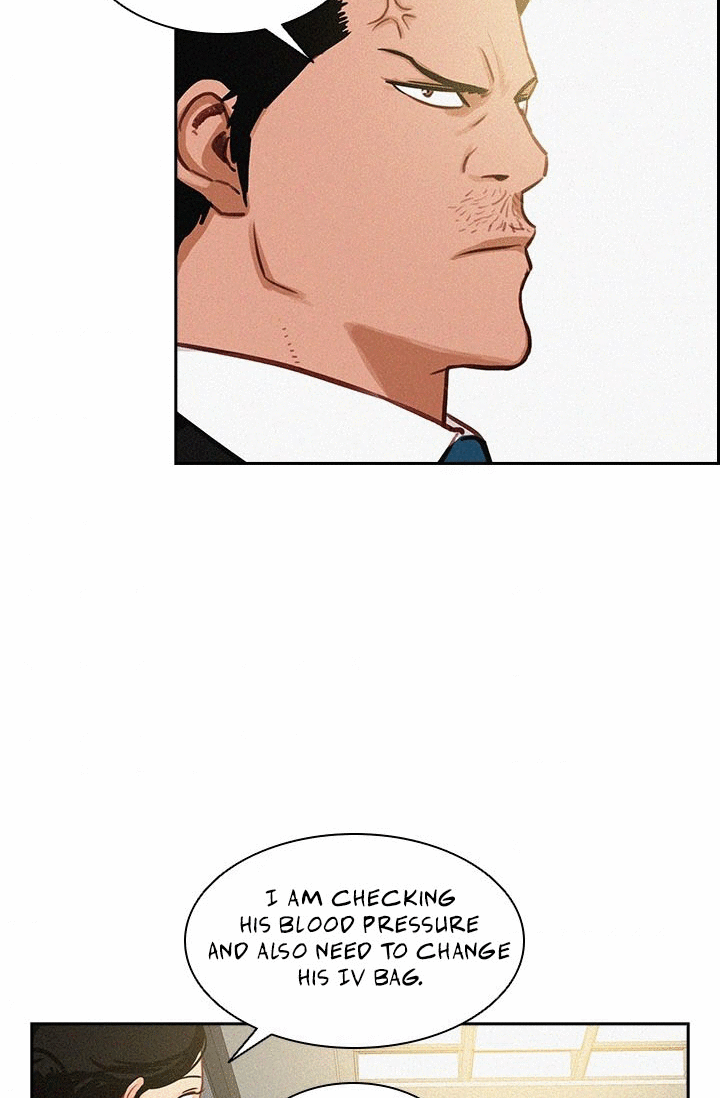 I AM CHECKING
HIS BLOOD PRESSURE
AND ALSO NEED TO CHANGE
HIS IV BAG.